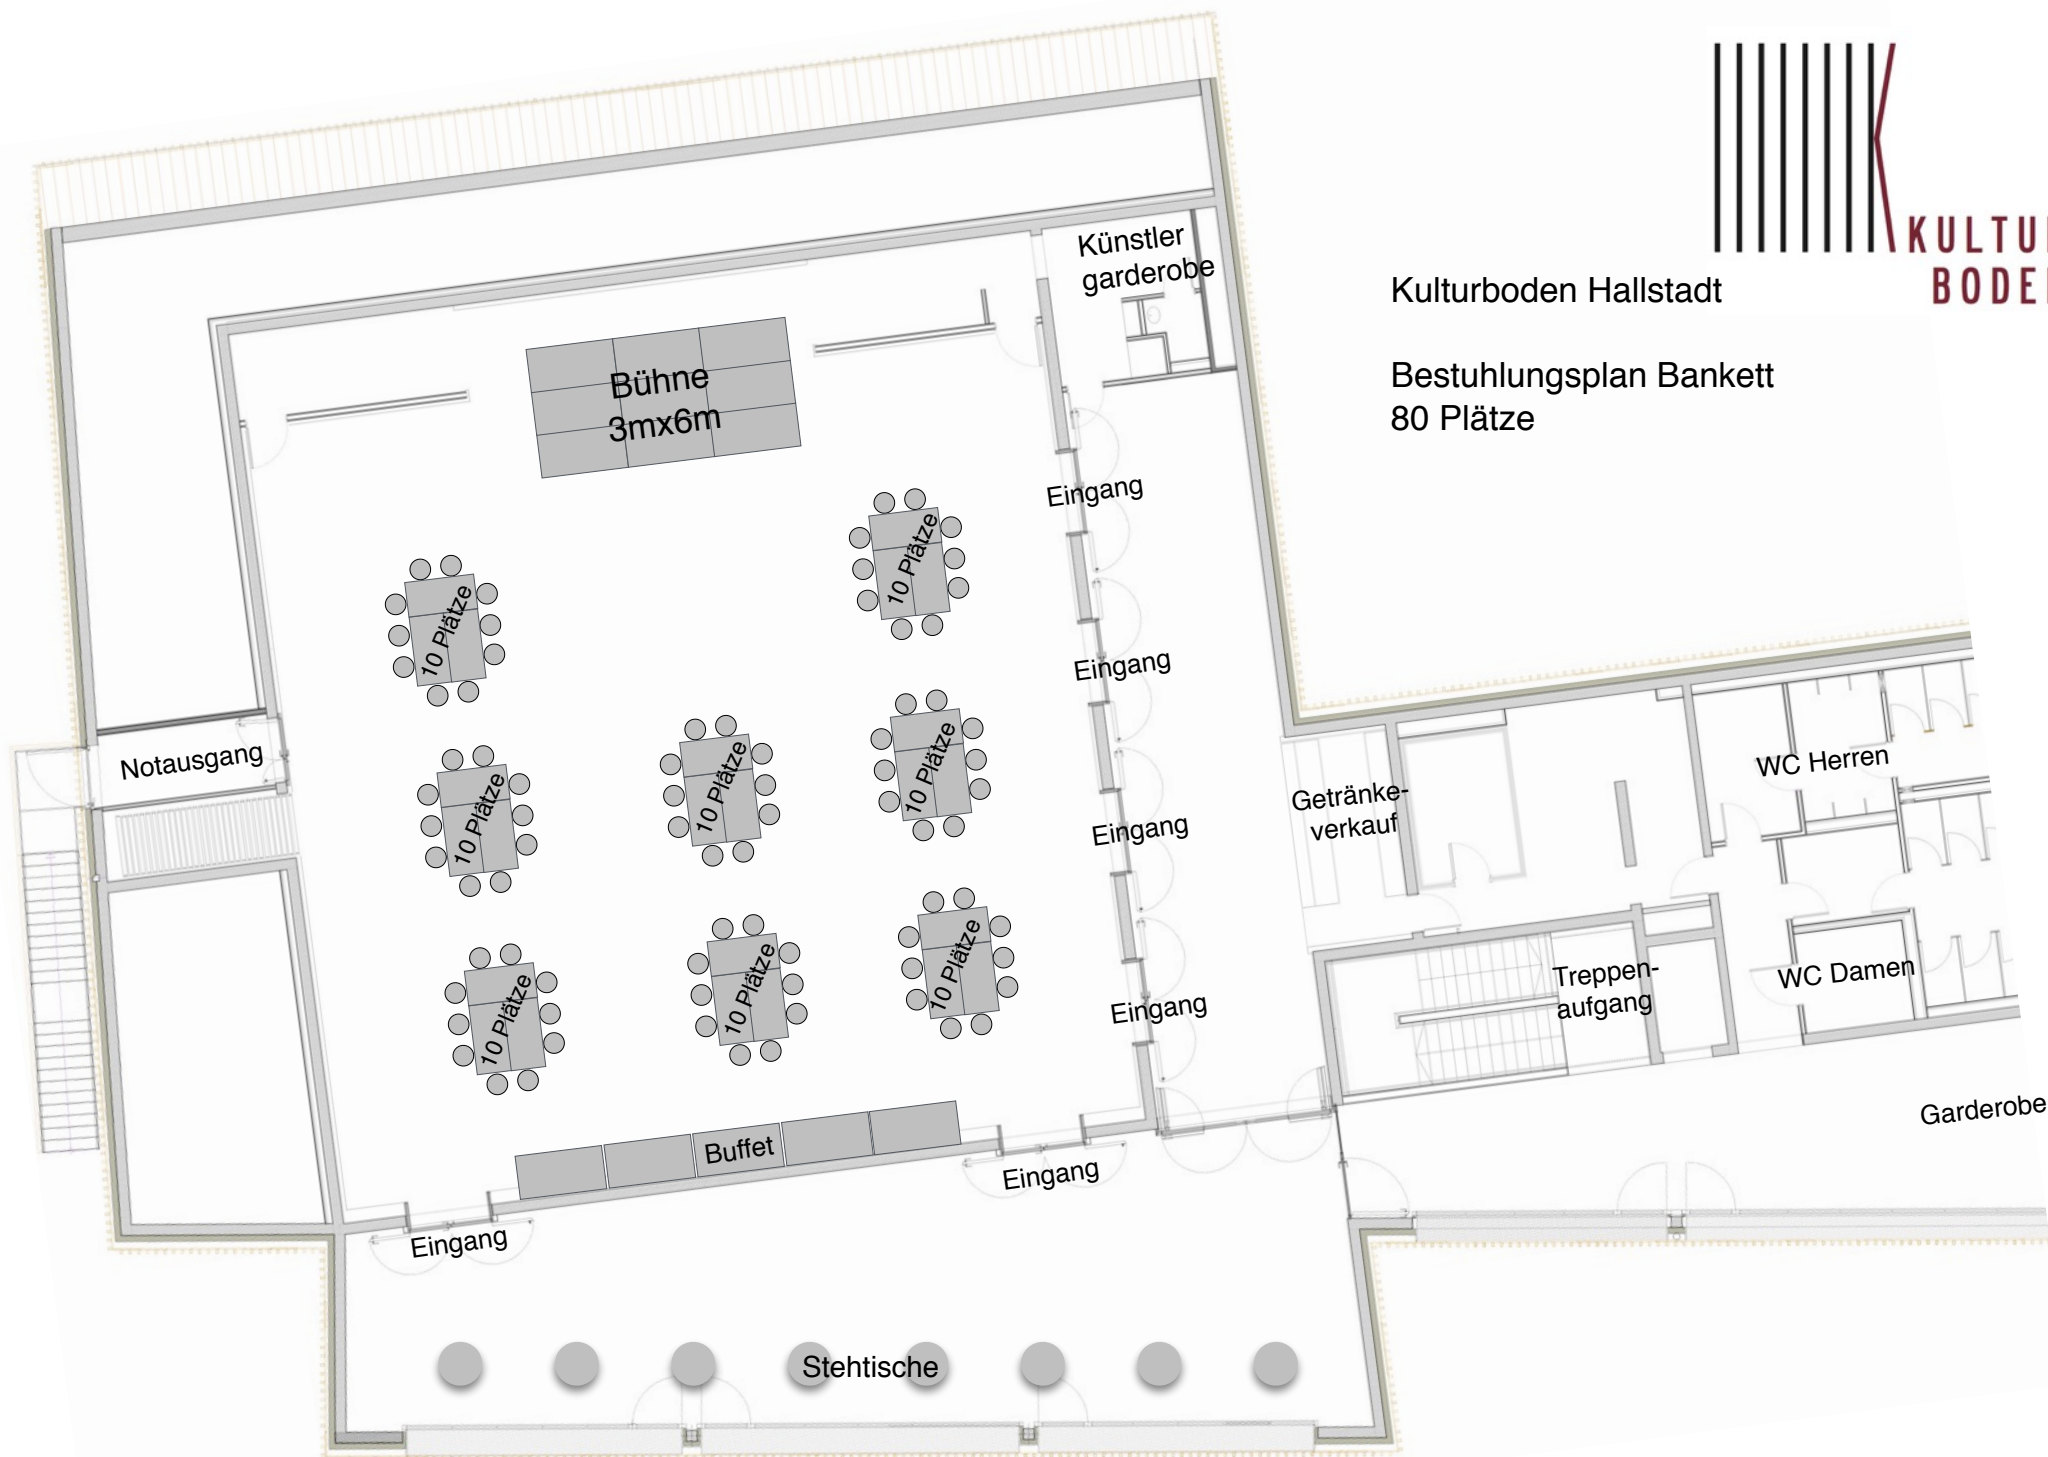 KULTU
BODE
Künstler
garderobe
Kulturboden Hallstadt
Bestuhlungsplan Bankett
80 Plätze
Bühne
3mx6m
Eingang
10 Plätze
10 Plätze
Eingang
Notausgang
10 Plätze
10 Plätze
10 Plätze
Eingang
Getränke-
verkauf
WC Herren
10 Plätze
10 Plätze
10 Plätze
Eingang
Treppen-
aufgang
WC Damen
Garderobe
Buffet
Eingang
Eingang
Stehtische